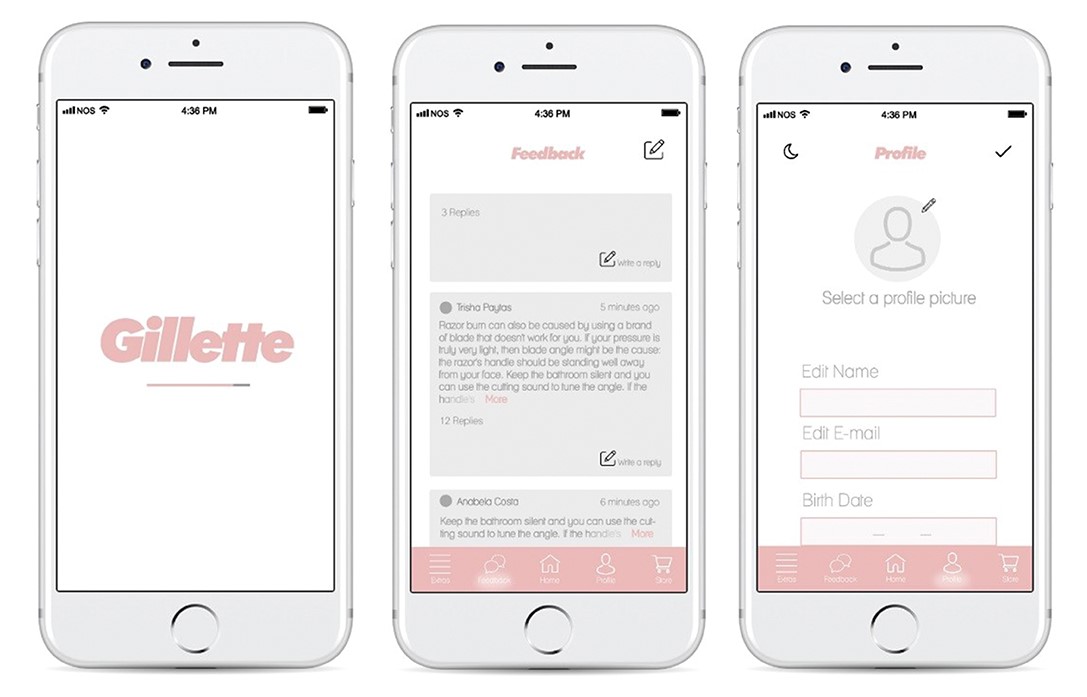 NOS 4:36 PM
Gillette
NOS 4:36 PM
Feedback
3 Replies
Write a reply
Trisha Paytas 5 minutes ago
Razor burn can also be caused by using a brand
of blade that doesn't work for you. If your pressure is
truly very light, then blade angle might be the cause:
the razor's handle should be standing well away
from your face. Keep the bathroom silent and you
can use the cutting sound to tune the angle. If the
handle's More
12 Replies
Write a reply
Anabela Costa 6 minutes ago
Keep the bathroom silent and you can use the cut-
ting sound to tune the angle. If the handle's More
Extras Feedback Home Profile Store
NOS 4:36 PM
Profile
Select a profile picture
Edit Name
Edit E-mail
Birth Date
Extras Feedback Home Profile Store